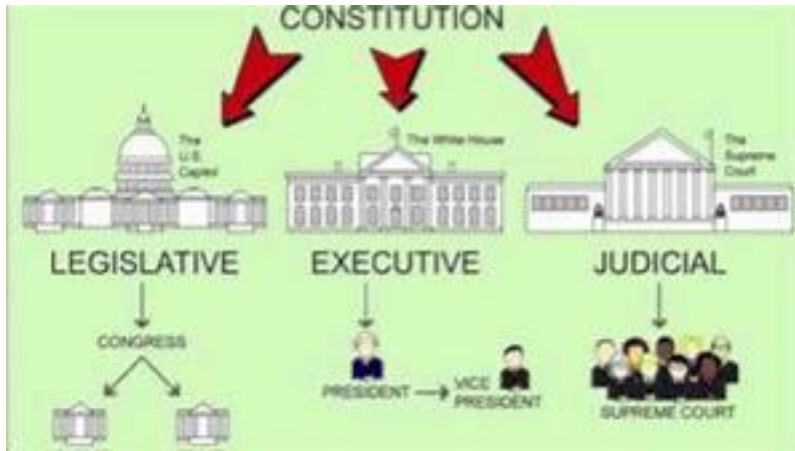 CONSTITUTION
The
U.S.
Capitol
The White House
The
Supreme
Court
LEGISLATIVE
EXECUTIVE
JUDICIAL
CONGRESS
PRESIDENT
VICE
PRESIDENT
SUPREME COURT